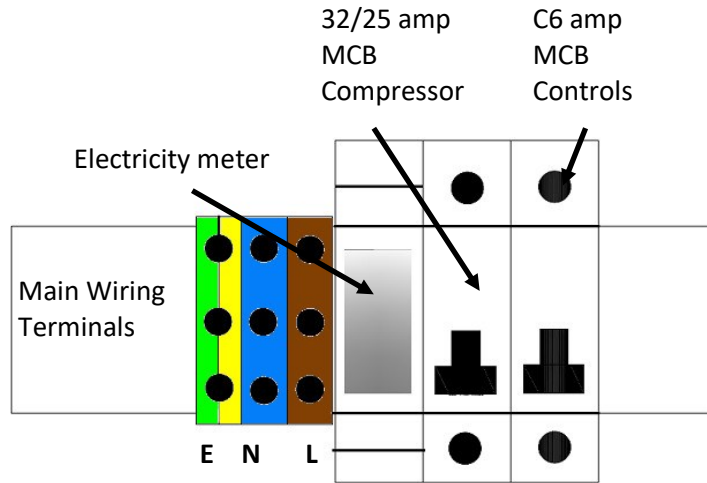 32/25 amp
MCB
Compressor
C6 amp
MCB
Controls
Electricity meter
Main Wiring
Terminals
E N L